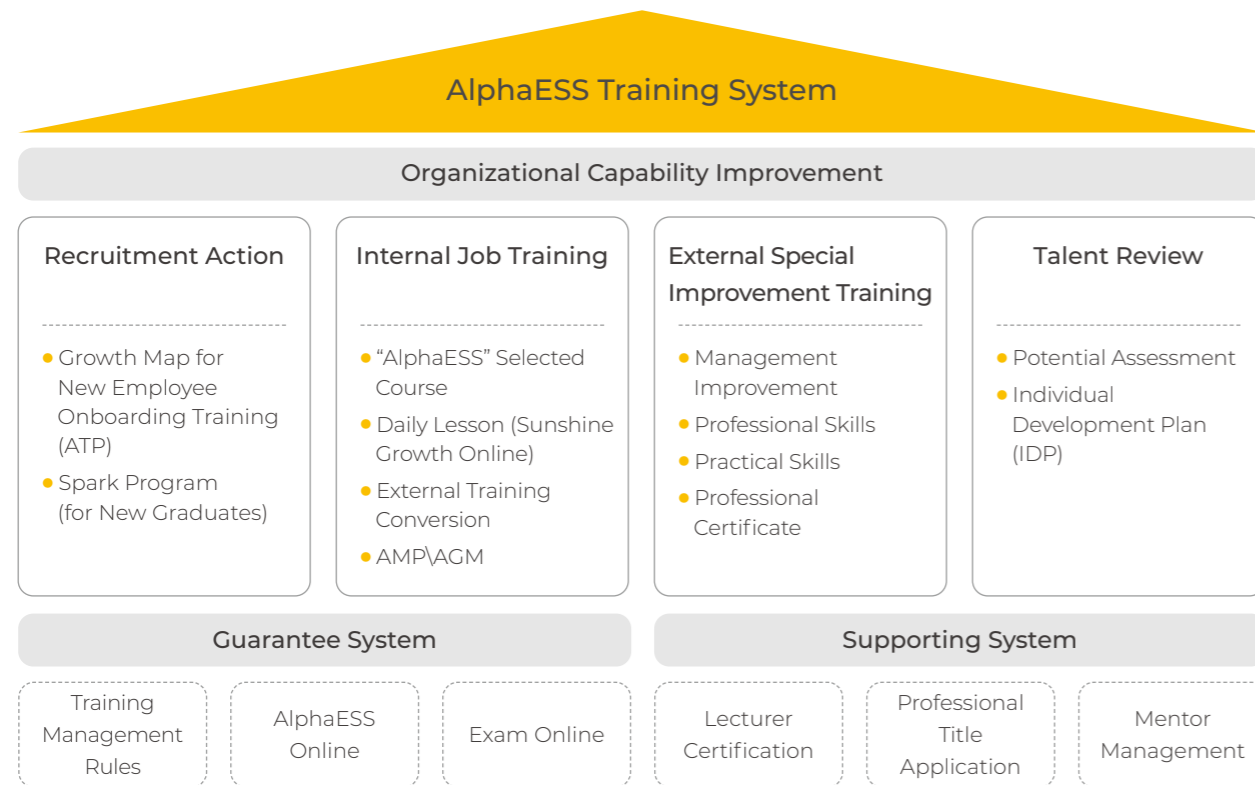 AlphaESS Training System
Organizational Capability Improvement
Recruitment Action
Growth Map for
New Employee
Onboarding Training
(ATP)
Spark Program
(for New Graduates)
Internal Job Training
“AlphaESS” Selected
Course
Daily Lesson (Sunshine
Growth Online)
External Training
Conversion
AMP\AGM
External Special
Improvement Training
Management
Improvement
Professional Skills
Practical Skills
Professional
Certificate
Talent Review
Potential Assessment
Individual
Development Plan
(IDP)
Guarantee System
Training
Management
Rules
AlphaESS
Online
Exam Online
Supporting System
Lecturer
Certification
Professional
Title
Application
Mentor
Management